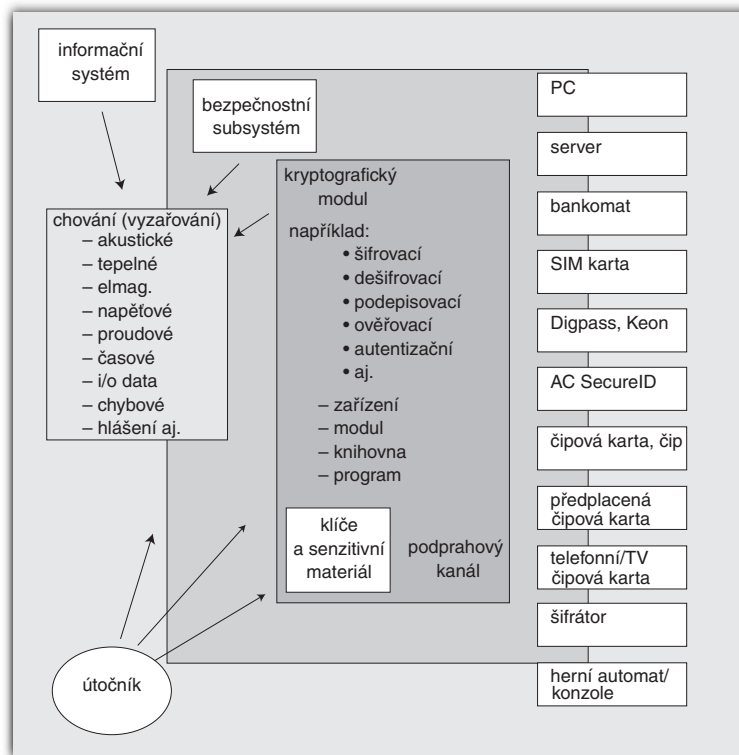 informační
systém
bezpečnostní
subsystém
chování (vyzařování)
– akustické
– tepelné
– elmag.
– napěťové
– proudové
– časové
– i/o data
– chybové
– hlášení aj.
kryptografický
modul
například:
• šifrovací
• dešifrovací
• podepisovací
• ověřovací
• autentizační
• aj.
– zařízení
– modul
– knihovna
– program
klíče
a senzitivní
materiál
podprahový
kanál
útočník
PC
server
bankomat
SIM karta
Digpass, Keon
AC SecureID
čipová karta, čip
předplacená
čipová karta
telefonní/TV
čipová karta
šifrátor
herní automat/
konzole